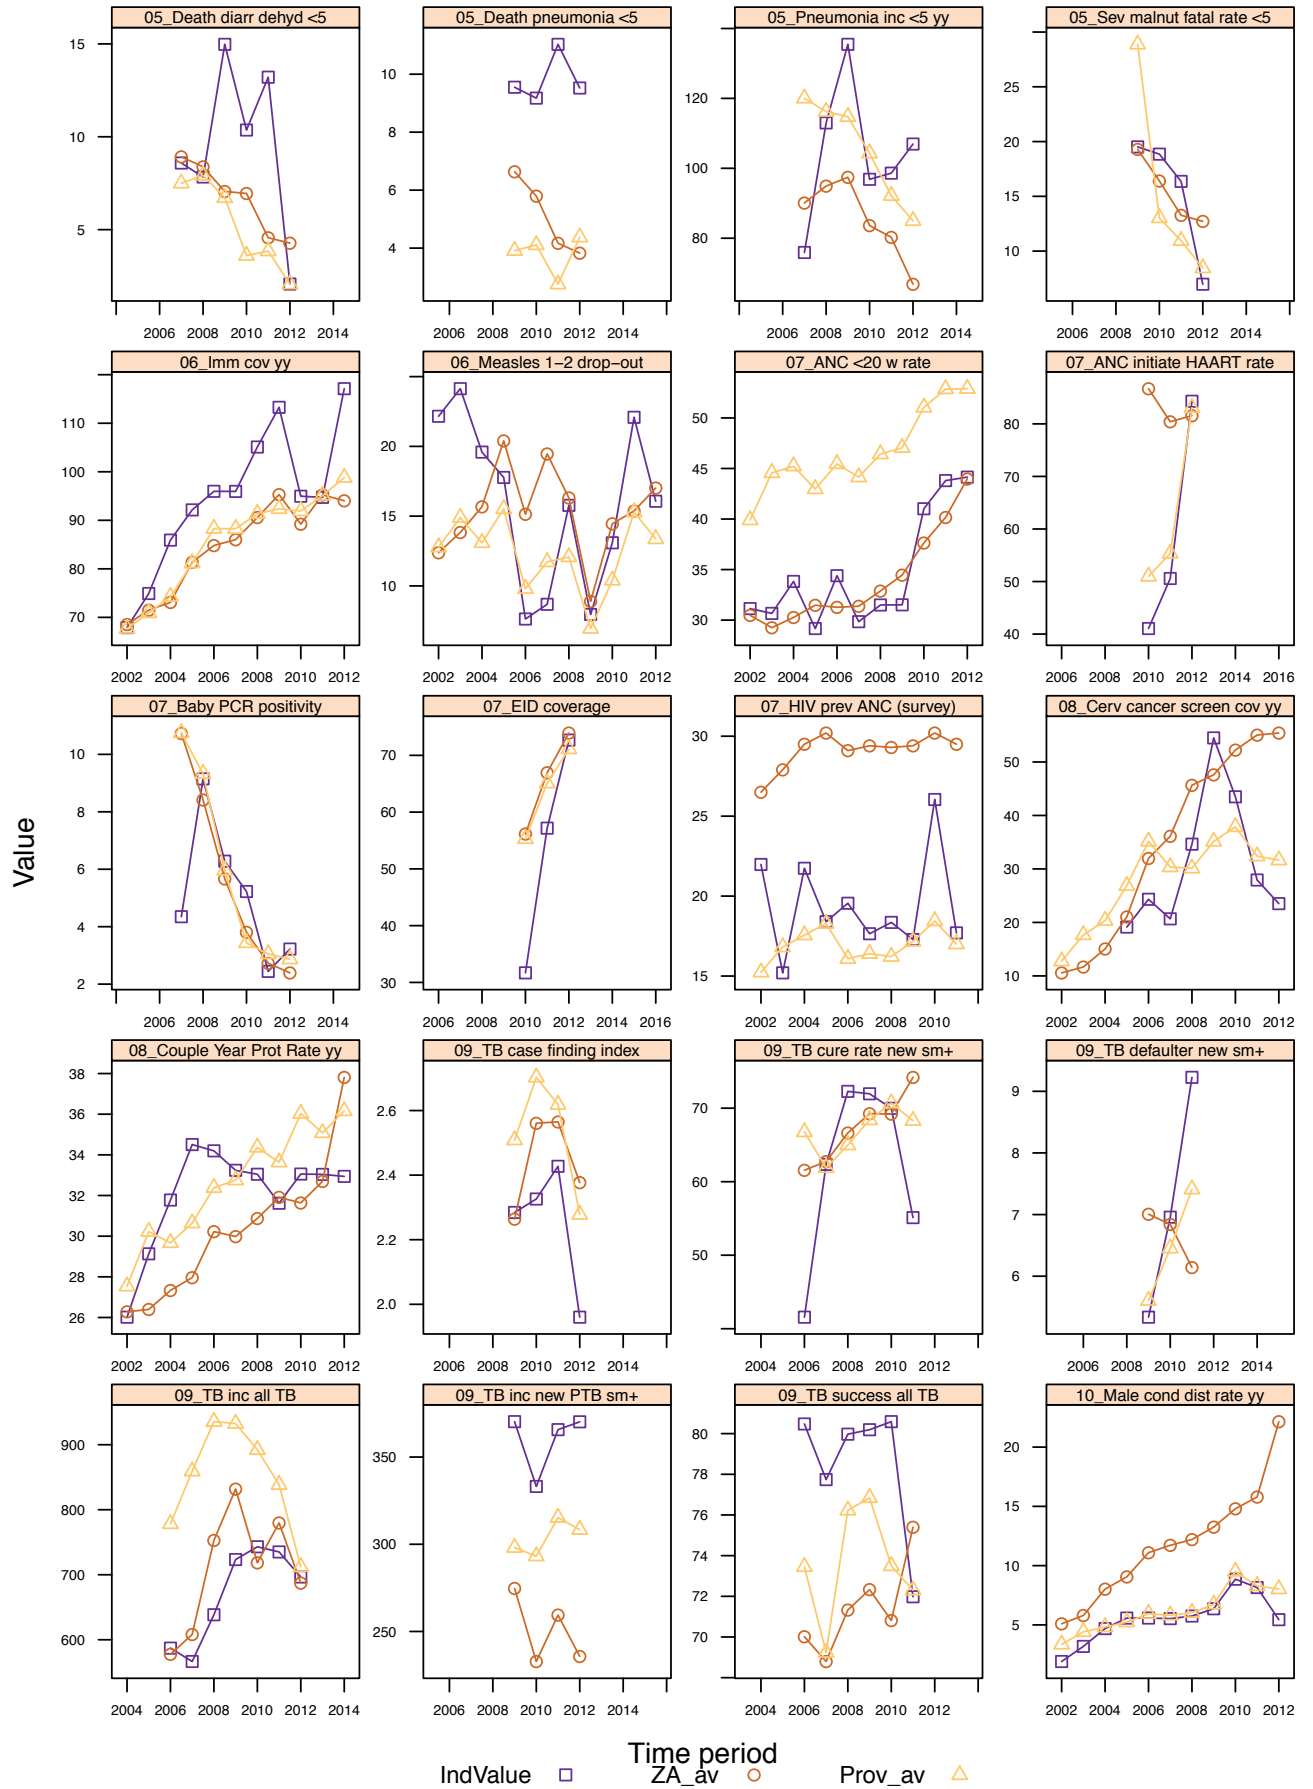 05_Death diarr dehyd <5 05_Death pneumonia <5 05_Pneumonia inc <5 yy 05_Sev malnut fatal rate <5
15 10 5
10 8 6 4
120 100 80
25 20 15 10
2006 2008 2010 2012 2014 2006 2008 2010 2012 2014 2006 2008 2010 2012 2014 2006 2008 2010 2012 2014
06_Imm cov yy 06_Measles 1−2 drop−out 07_ANC <20 w rate 07_ANC initiate HAART rate
110 100 90 80 70
20 15 10
50 45 40 35 30
80 70 60 50 40
2002 2004 2006 2008 2010 2012 2002 2004 2006 2008 2010 2012 2002 2004 2006 2008 2010 2012 2006 2008 2010 2012 2014 2016
07_Baby PCR positivity 07_EID coverage 07_HIV prev ANC (survey) 08_Cerv cancer screen cov yy
10 8 6 4 2
70 60 50 40 30
30 25 20 15
50 40 30 20 10
2006 2008 2010 2012 2014 2006 2008 2010 2012 2014 2016 2002 2004 2006 2008 2010 2002 2004 2006 2008 2010 2012
08_Couple Year Prot Rate yy 09_TB case finding index 09_TB cure rate new sm+ 09_TB defaulter new sm+
38 36 34 32 30 28 26
2.6 2.4 2.2 2.0
70 60 50
9 8 7 6
2002 2004 2006 2008 2010 2012 2006 2008 2010 2012 2014 2004 2006 2008 2010 2012 2006 2008 2010 2012 2014
09_TB inc all TB 09_TB inc new PTB sm+ 09_TB success all TB 10_Male cond dist rate yy
900 800 700 600
350 300 250
80 78 76 74 72 70
20 15 10 5
2004 2006 2008 2010 2012 2014 2006 2008 2010 2012 2014 2004 2006 2008 2010 2012 2002 2004 2006 2008 2010 2012
Value
Time period
IndValue ZA_av Prov_av